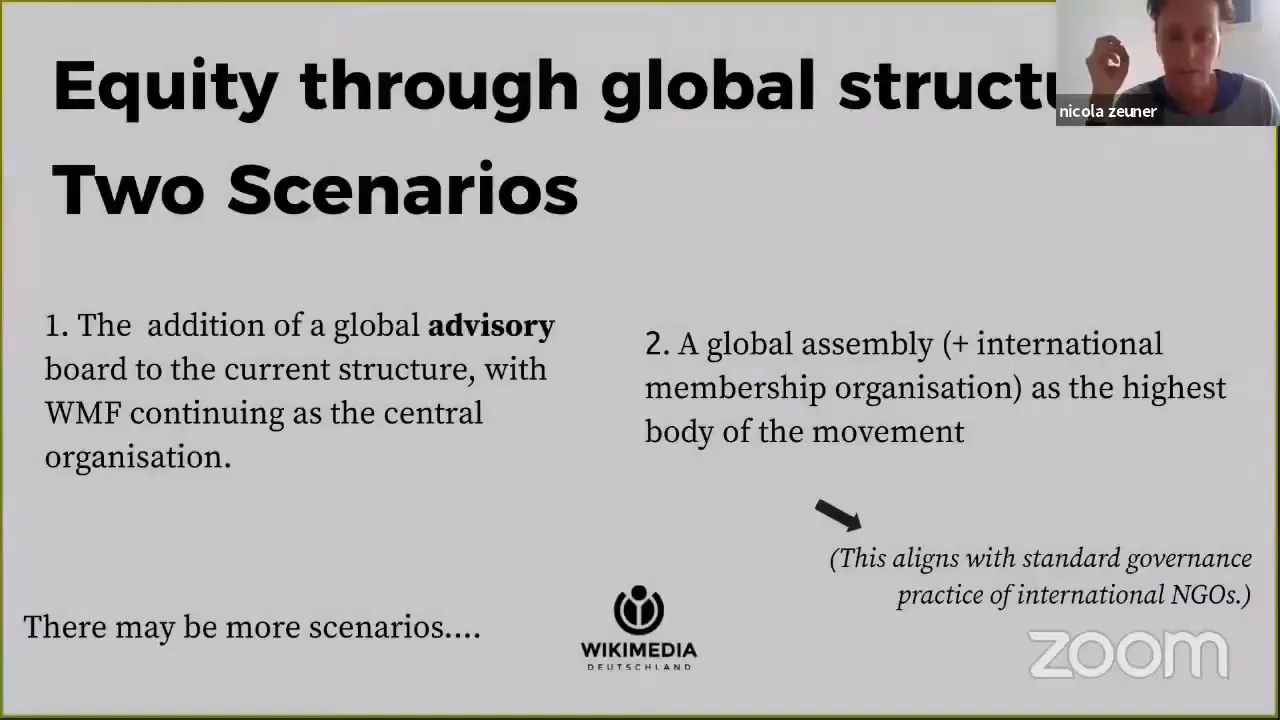 Equity through global struct
nicola zeuner
Two Scenarios
1. The addition of a global advisory
board to the current structure, with
WMF continuing as the central
organisation.
2. A global assembly (+ international
membership organisation) as the highest
body of the movement
(This aligns with standard governance
practice of international NGOs.)
There may be more scenarios....
WIKIMEDIA
DEUTSCHLAND
zoom